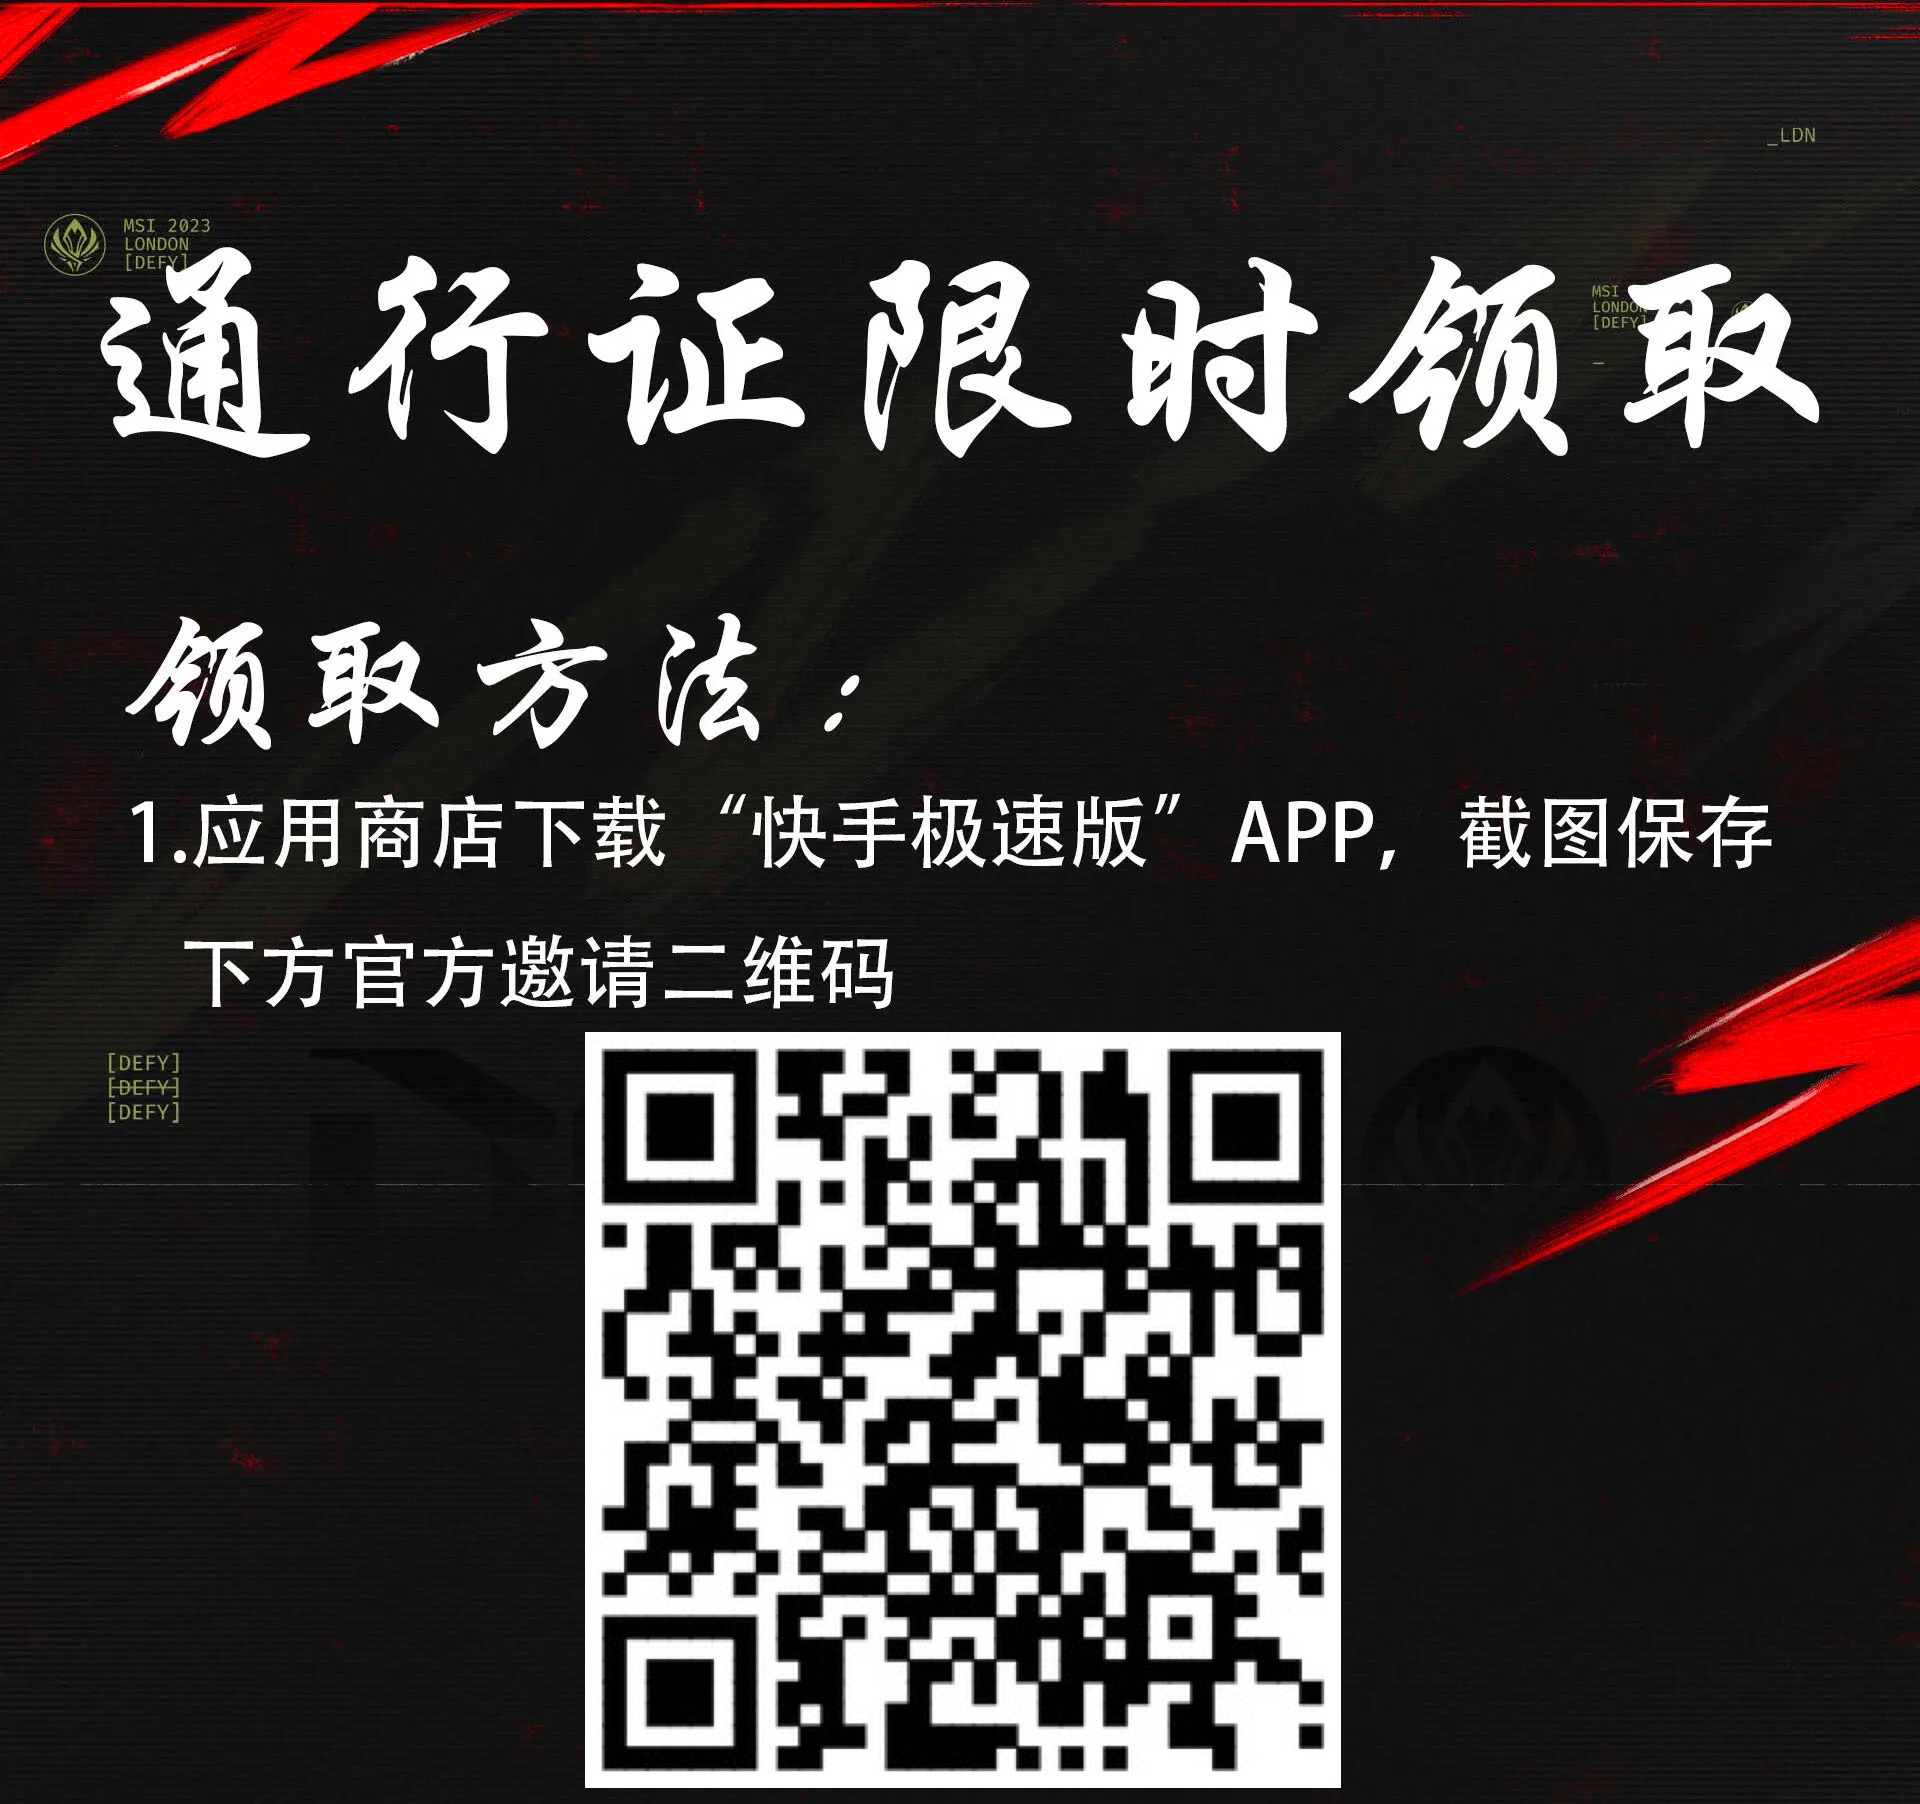 _LDN
MSI 2023
LONDON
[DEFY]
MSI
LONDON
[DEFY]
通行证限时领取
领取方法：
1.应用商店下载“快手极速版”APP，截图保存
下方官方邀请二维码
[DEFY]
[DEFY]
[DEFY]